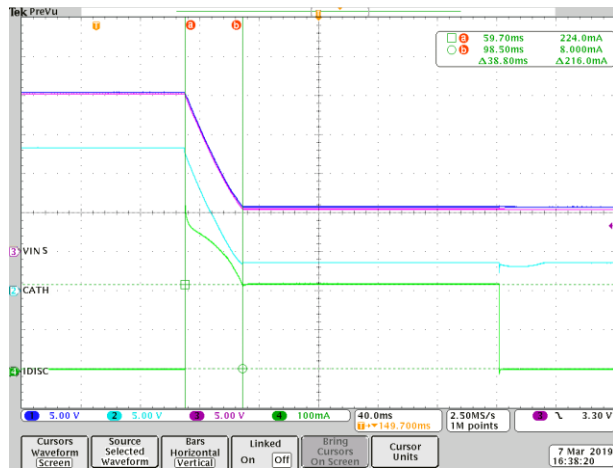 Tek PreVu
T a b T
a 59.70ms 224.0mA
b 98.50ms 8.000mA
Δ38.80ms Δ216.0mA
3 VINS
2 CATH
4 IDISC
1 5.00 V 2 5.00 V 3 5.00 V 4 100mA 40.0ms 2.50MS/s 3 3.30 V
T→▼149.700ms 1M points
Cursors Waveform Screen
Source Selected Waveform
Bars Horizontal Vertical
Linked On Off
Bring Cursors On Screen
Cursor Units
7 Mar 201
16:38:20